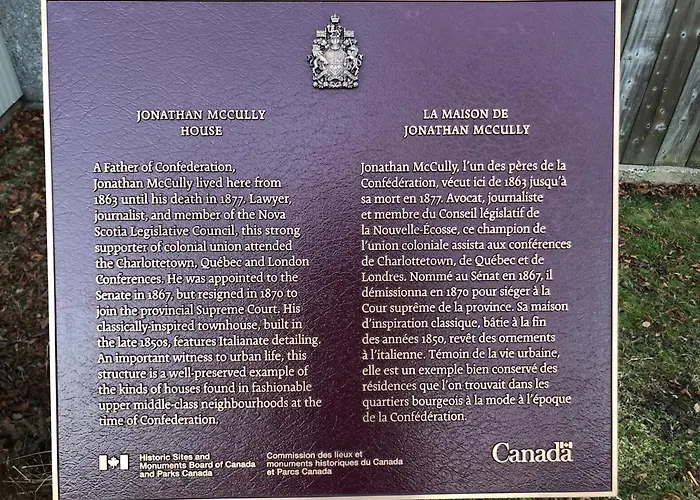 JONATHAN MCCULLY
HOUSE
A Father of Confederation,
Jonathan McCully lived here from
1863 until his death in 1877. Lawyer,
journalist, and member of the Nova
Scotia Legislative Council, this strong
supporter of colonial union attended
the Charlottetown, Québec and London
Conferences. He was appointed to the
Senate in 1867, but resigned in 1870 to
join the provincial Supreme Court. His
classically-inspired townhouse, built in
the late 1850s, features Italianate detailing.
An important witness to urban life, this
structure is a well-preserved example of
the kinds of houses found in fashionable
upper middle-class neighbourhoods at the
time of Confederation.
LA MAISON DE
JONATHAN MCCULLY
Jonathan McCully, l'un des pères de la
Confédération, vécut ici de 1863 jusqu'à
sa mort en 1877. Avocat, journaliste
et membre du Conseil législatif de
la Nouvelle-Écosse, ce champion de
l'union coloniale assista aux conférences
de Charlottetown, de Québec et de
Londres. Nommé au Sénat en 1867, il
démissionna en 1870 pour siéger à la
Cour suprême de la province. Sa maison
d'inspiration classique, bâtie à la fin
des années 1850, revêt des ornements
à l'italienne. Témoin de la vie urbaine,
elle est un exemple bien conservé des
résidences que l'on trouvait dans les
quartiers bourgeois à la mode à l'époque
de la Confédération.
Historic Sites and
Monuments Board of Canada
and Parks Canada
Commission des lieux et
monuments historiques du Canada
et Parcs Canada
Canada